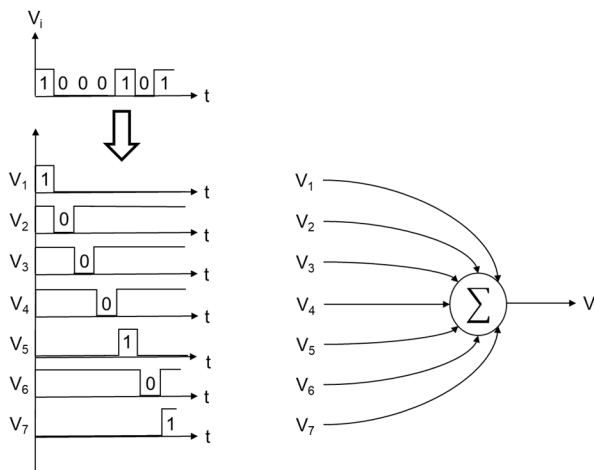 Vᵢ
1 0 0 0 1 0 1
t
V₁ 1 t
V₂ 0 t
V₃ 0 t
V₄ 0 t
V₅ 1 t
V₆ 0 t
V₇ 1 t
V₁
V₂
V₃
V₄ Σ V
V₅
V₆
V₇